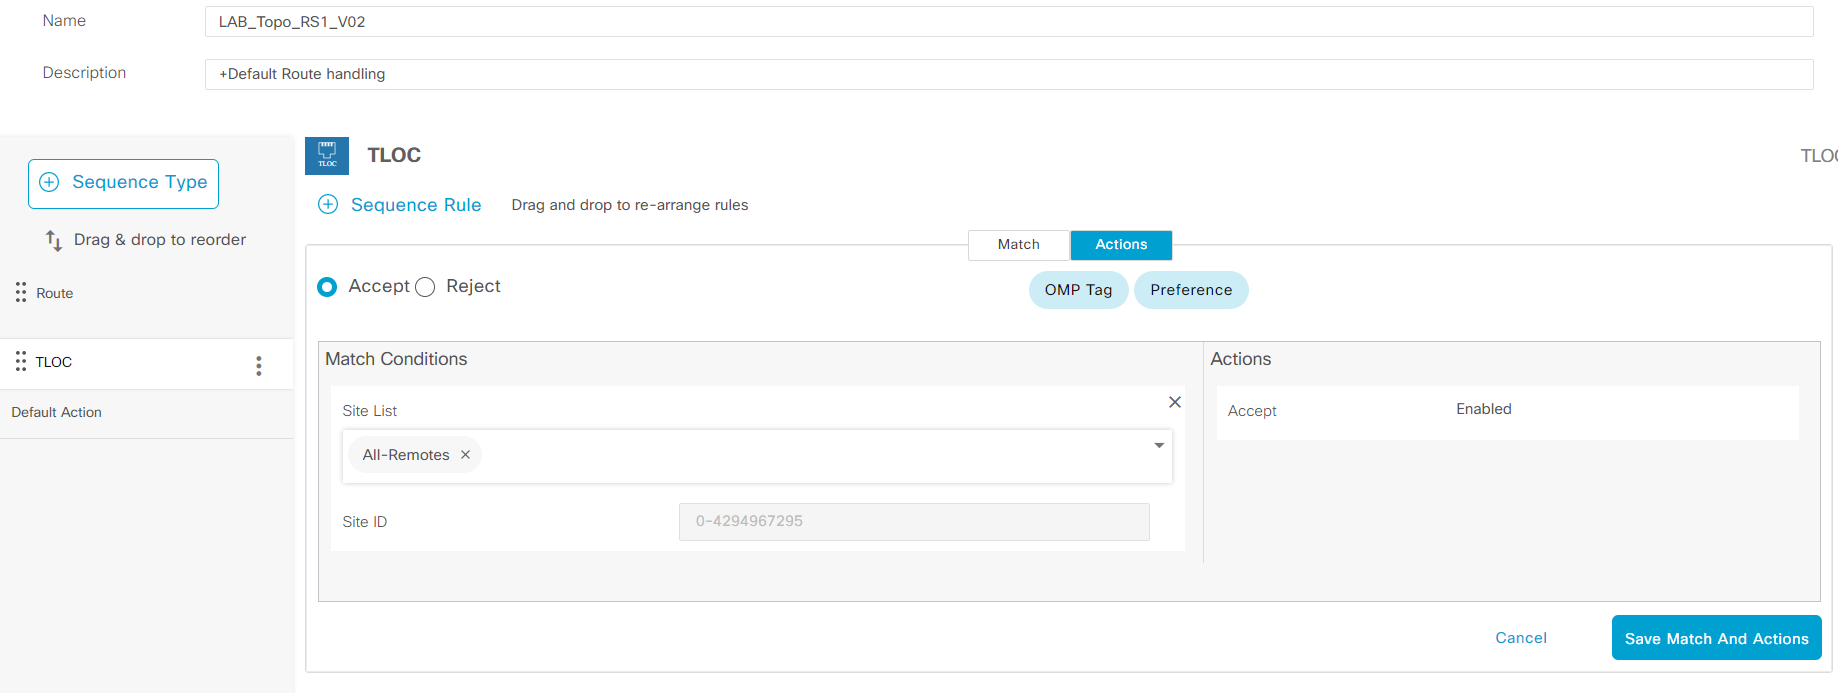 Name
LAB_Topo_RS1_V02
Description
+Default Route handling
Sequence Type
Drag & drop to reorder
Route
TLOC
Default Action
TLOC
TLOC
TLOC
Sequence Rule
Drag and drop to re-arrange rules
Match
Actions
Accept
Reject
OMP Tag
Preference
Match Conditions
Site List
All-Remotes
Site ID
0-4294967295
Actions
Accept
Enabled
Cancel
Save Match And Actions